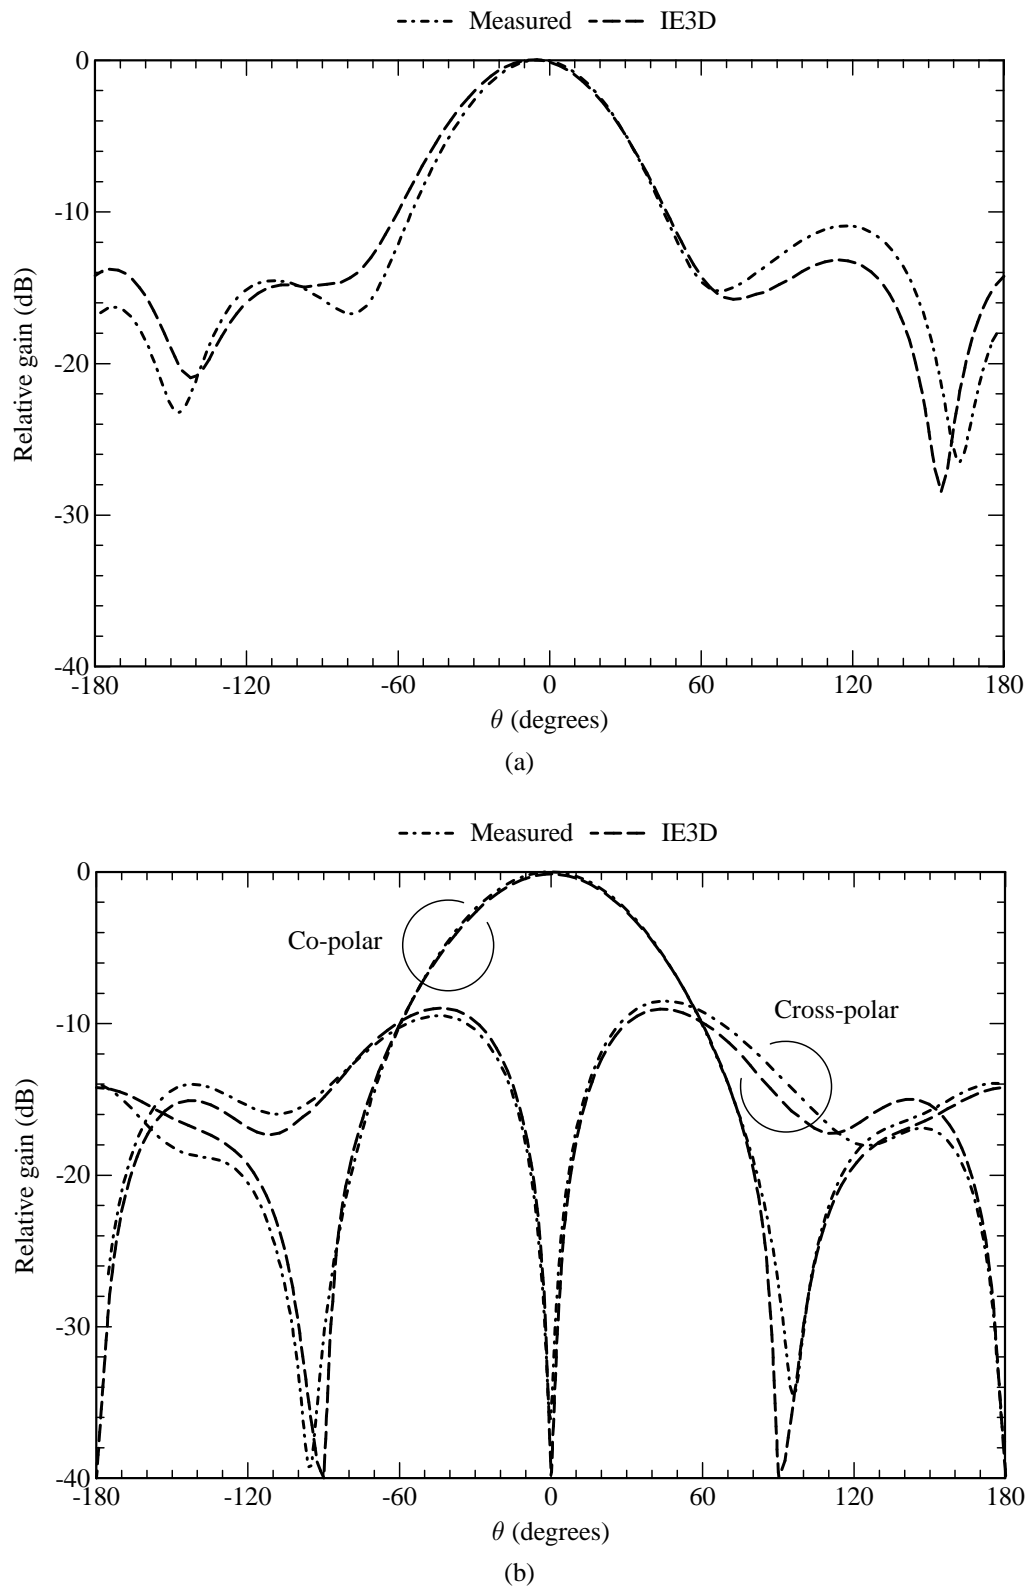 Measured IE3D
0
-10
-20
-30
-40
Relative gain (dB)
-180 -120 -60 0 60 120 180
θ (degrees)
(a)
Measured IE3D
0
-10
-20
-30
-40
Relative gain (dB)
Co-polar
Cross-polar
-180 -120 -60 0 60 120 180
θ (degrees)
(b)